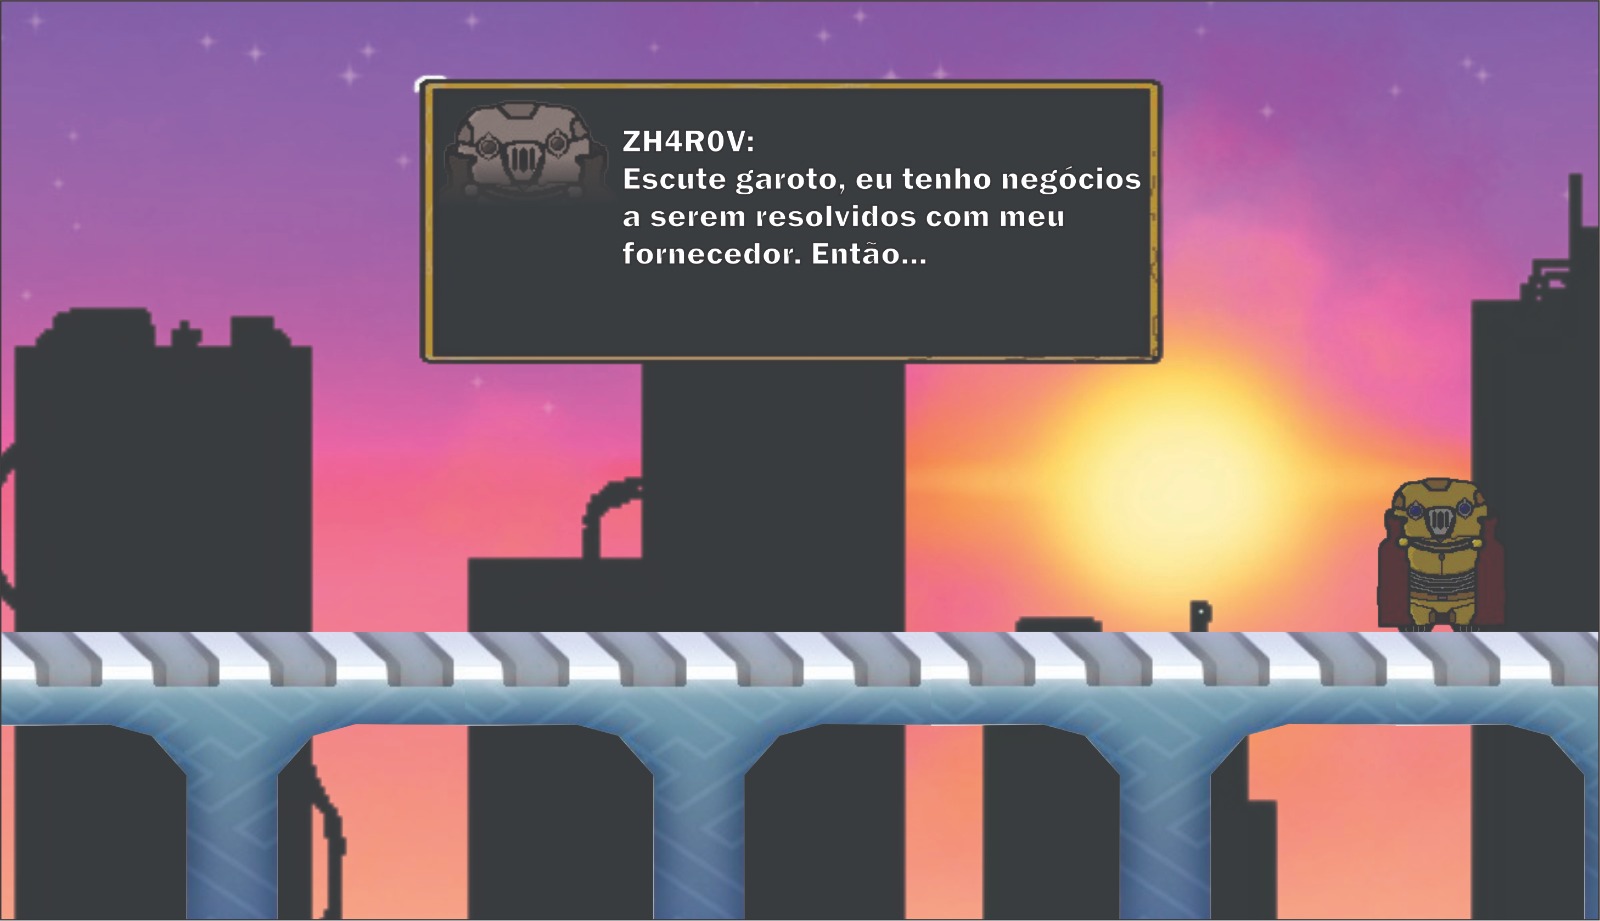 ZH4R0V:
Escute garoto, eu tenho negócios
a serem resolvidos com meu
fornecedor. Então...